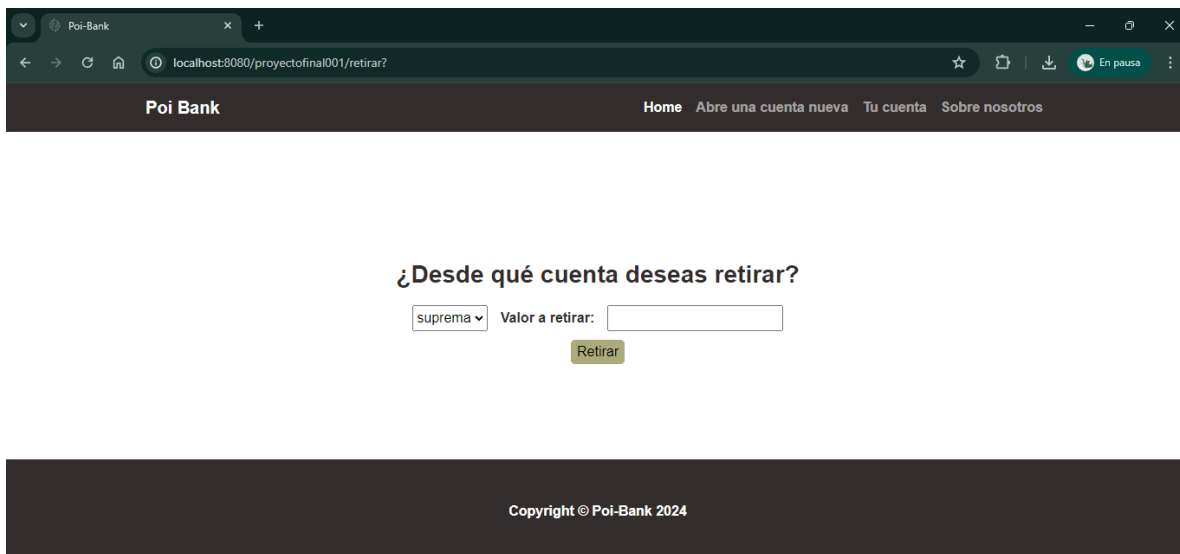 Poi-Bank
localhost:8080/proyectofinal001/retirar?
En pausa
Poi Bank
Home Abre una cuenta nueva Tu cuenta Sobre nosotros
¿Desde qué cuenta deseas retirar?
suprema Valor a retirar:
Retirar
Copyright © Poi-Bank 2024